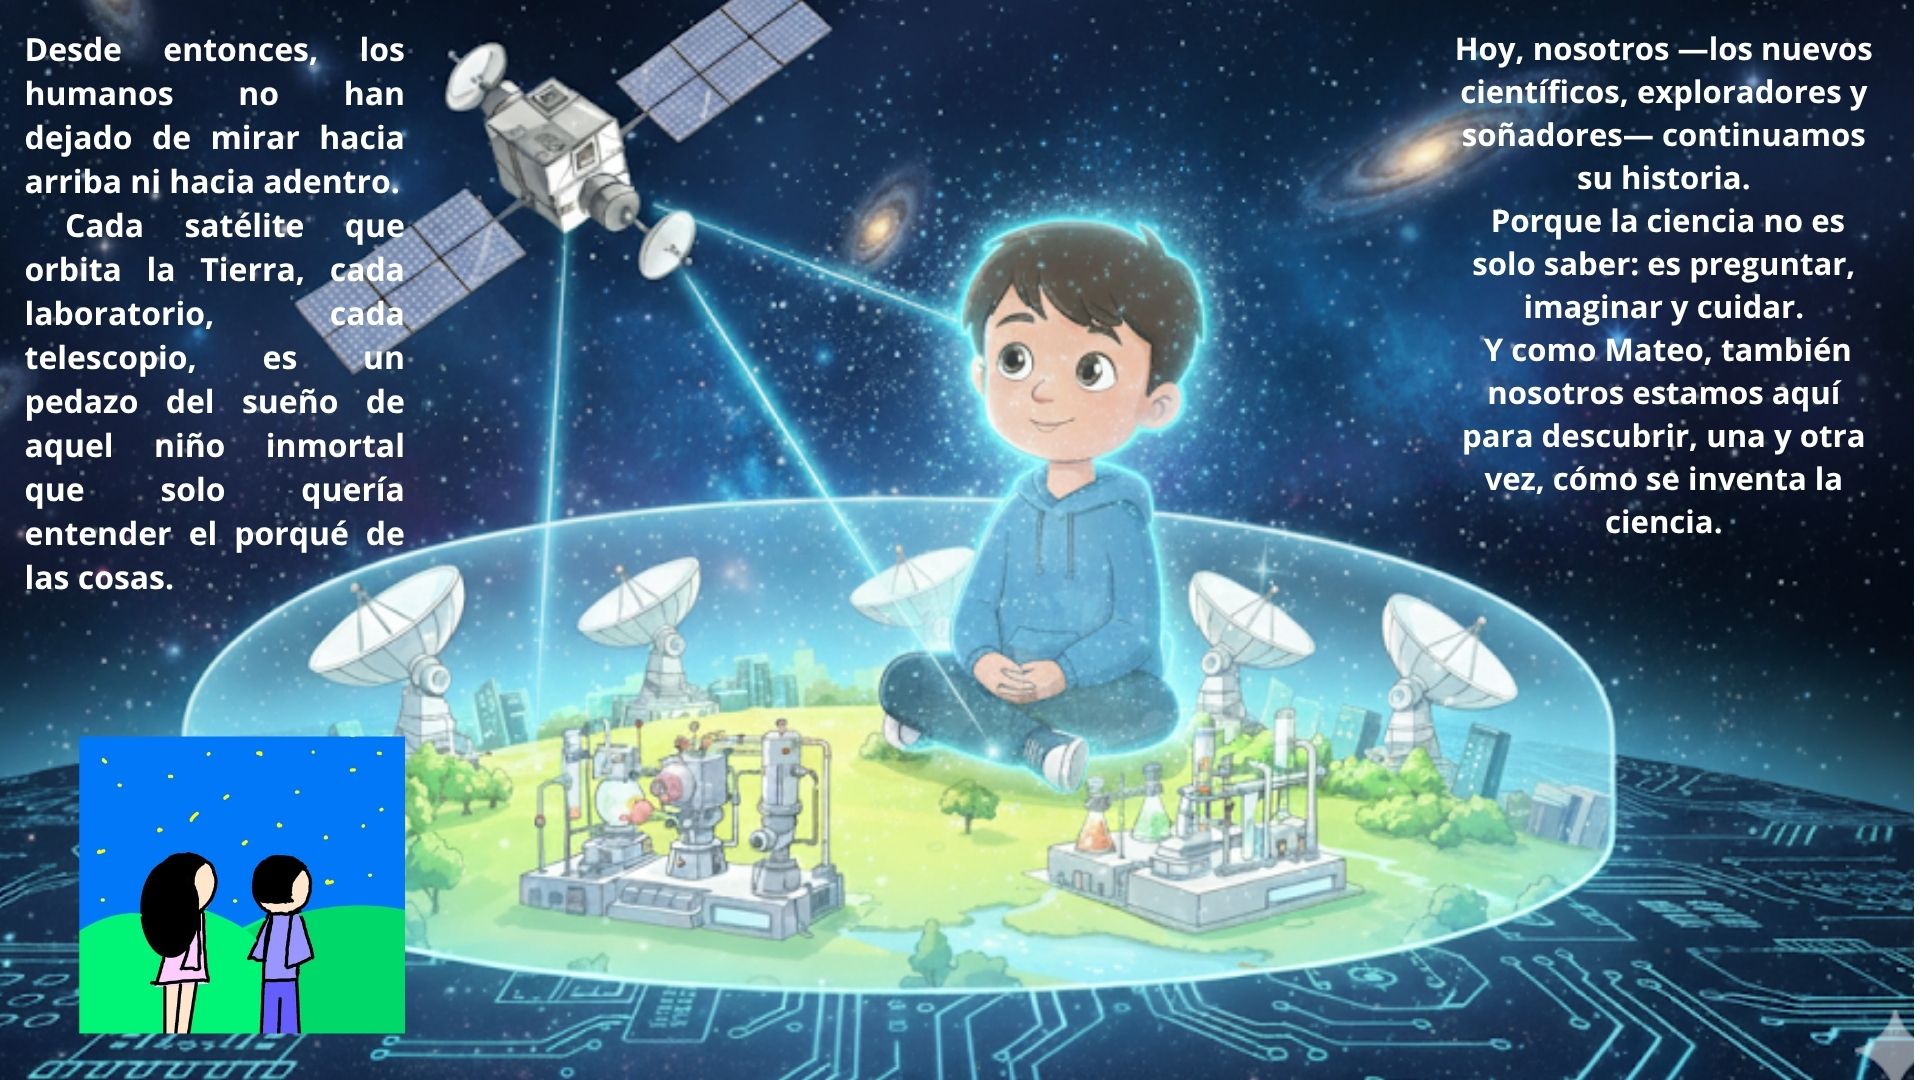 Desde entonces, los
humanos no han
dejado de mirar hacia
arriba ni hacia adentro.
Cada satélite que
orbita la Tierra, cada
laboratorio, cada
telescopio, es un
pedazo del sueño de
aquel niño inmortal
que solo quería
entender el porqué de
las cosas.
Hoy, nosotros —los nuevos
científicos, exploradores y
soñadores— continuamos
su historia.
Porque la ciencia no es
solo saber: es preguntar,
imaginar y cuidar.
Y como Mateo, también
nosotros estamos aquí
para descubrir, una y otra
vez, cómo se inventa la
ciencia.